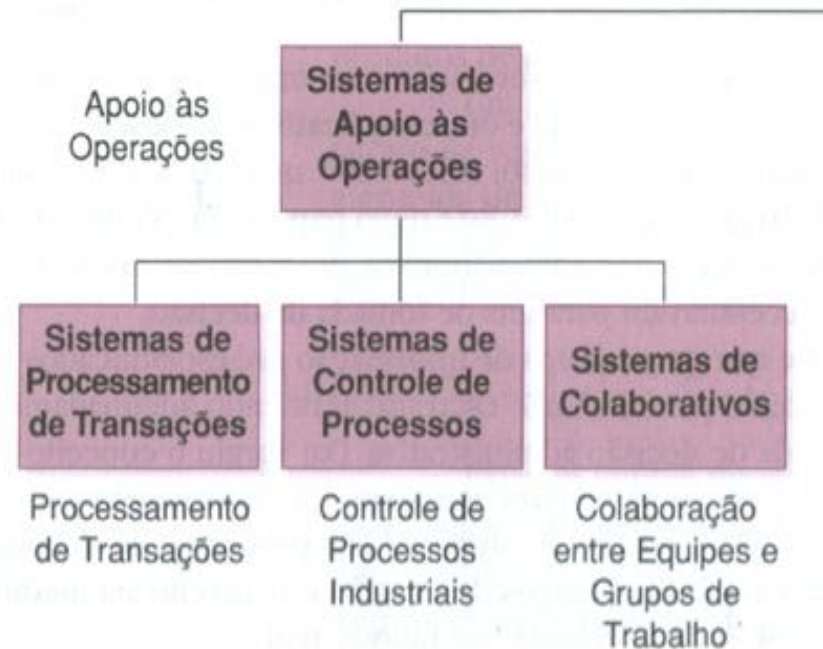 Apoio às
Operações
Sistemas de
Apoio às
Operações
Sistemas de
Processamento
de Transações
Sistemas de
Controle de
Processos
Sistemas de
Colaborativos
Processamento
de Transações
Controle de
Processos
Industriais
Colaboração
entre Equipes e
Grupos de
Trabalho